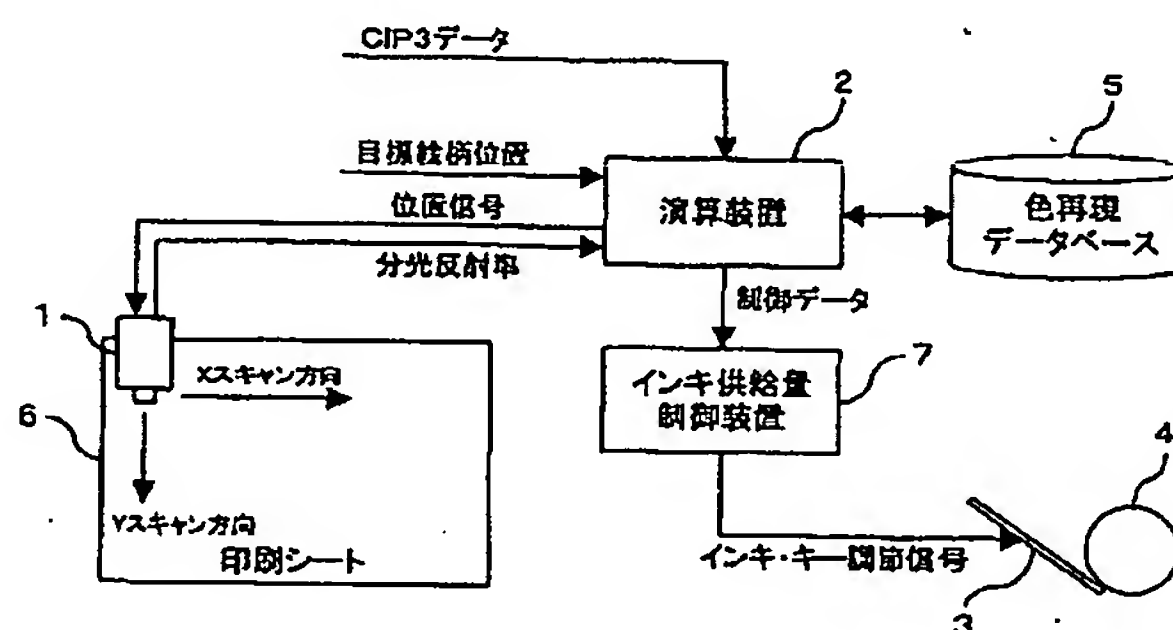 CIP3データ
2
5
目標絵柄位置
位置信号
演算装置
色再現
データベース
分光反射率
制御データ
1
Xスキャン方向
7
インキ供給量
制御装置
6
4
Yスキャン方向
印刷シート
インキ・キー調節信号
3